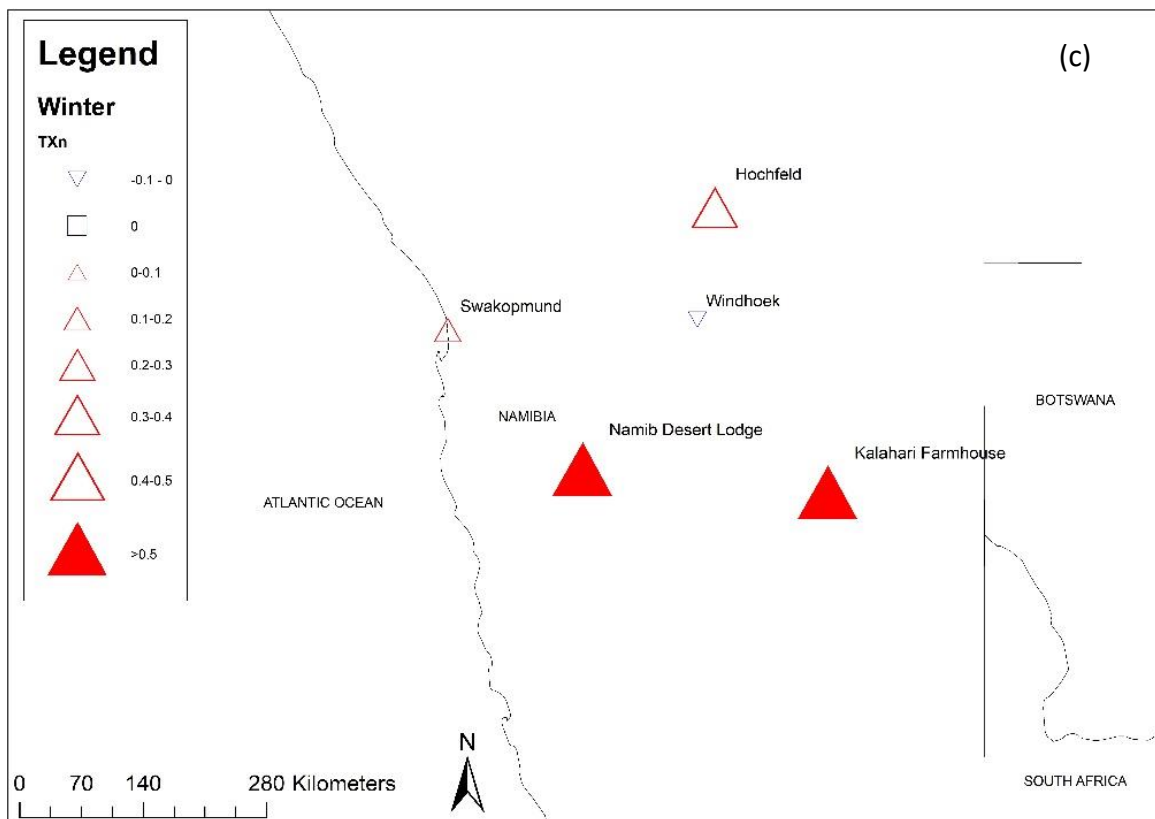 Legend
Winter
TXn
-0.1 - 0
0
0-0.1
0.1-0.2
0.2-0.3
0.3-0.4
0.4-0.5
>0.5
(c)
Hochfeld
Swakopmund
Windhoek
NAMIBIA
Namib Desert Lodge
BOTSWANA
Kalahari Farmhouse
ATLANTIC OCEAN
N
0 70 140 280 Kilometers
SOUTH AFRICA